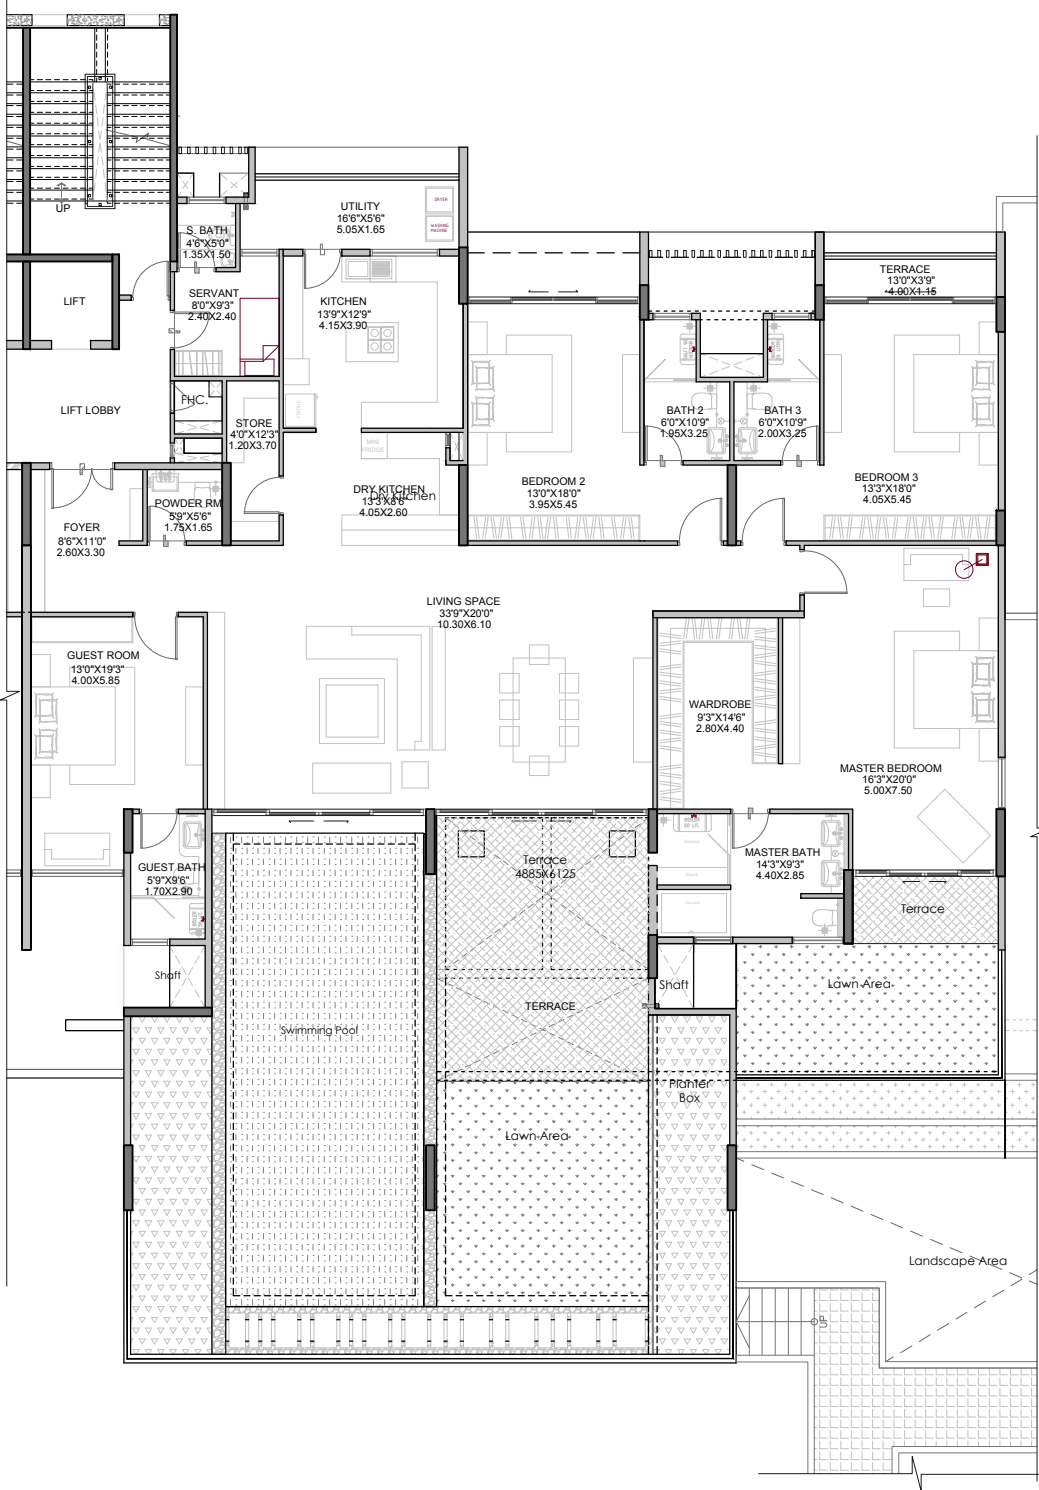 UP
LIFT
LIFT LOBBY
S. BATH
4'6"X5'0"
1.35X1.50
UTILITY
16'6"X5'6"
5.05X1.65
DRYER
WASHING
MACHINE
SERVANT
8'0"X9'3"
2.40X2.40
KITCHEN
13'9"X12'9"
4.15X3.90
TERRACE
13'0"X3'9"
4.00X1.15
FHC.
STORE
4'0"X12'3"
1.20X3.70
MINI
FRIDGE
BATH 2
6'0"X10'9"
1.95X3.25
BATH 3
6'0"X10'9"
2.00X3.25
DRY KITCHEN
13'3"X8'6"
4.05X2.60
Dry Kitchen
BEDROOM 2
13'0"X18'0"
3.95X5.45
BEDROOM 3
13'3"X18'0"
4.05X5.45
POWDER RM
5'9"X5'6"
1.75X1.65
FOYER
8'6"X11'0"
2.60X3.30
LIVING SPACE
33'9"X20'0"
10.30X6.10
GUEST ROOM
13'0"X19'3"
4.00X5.85
WARDROBE
9'3"X14'6"
2.80X4.40
MASTER BEDROOM
16'3"X20'0"
5.00X7.50
GUEST BATH
5'9"X9'6"
1.70X2.90
Terrace
4885X6125
MASTER BATH
14'3"X9'3"
4.40X2.85
Terrace
Shaft
Shaft
Lawn Area
TERRACE
Swimming Pool
Planter
Box
Lawn Area
Landscape Area
UP